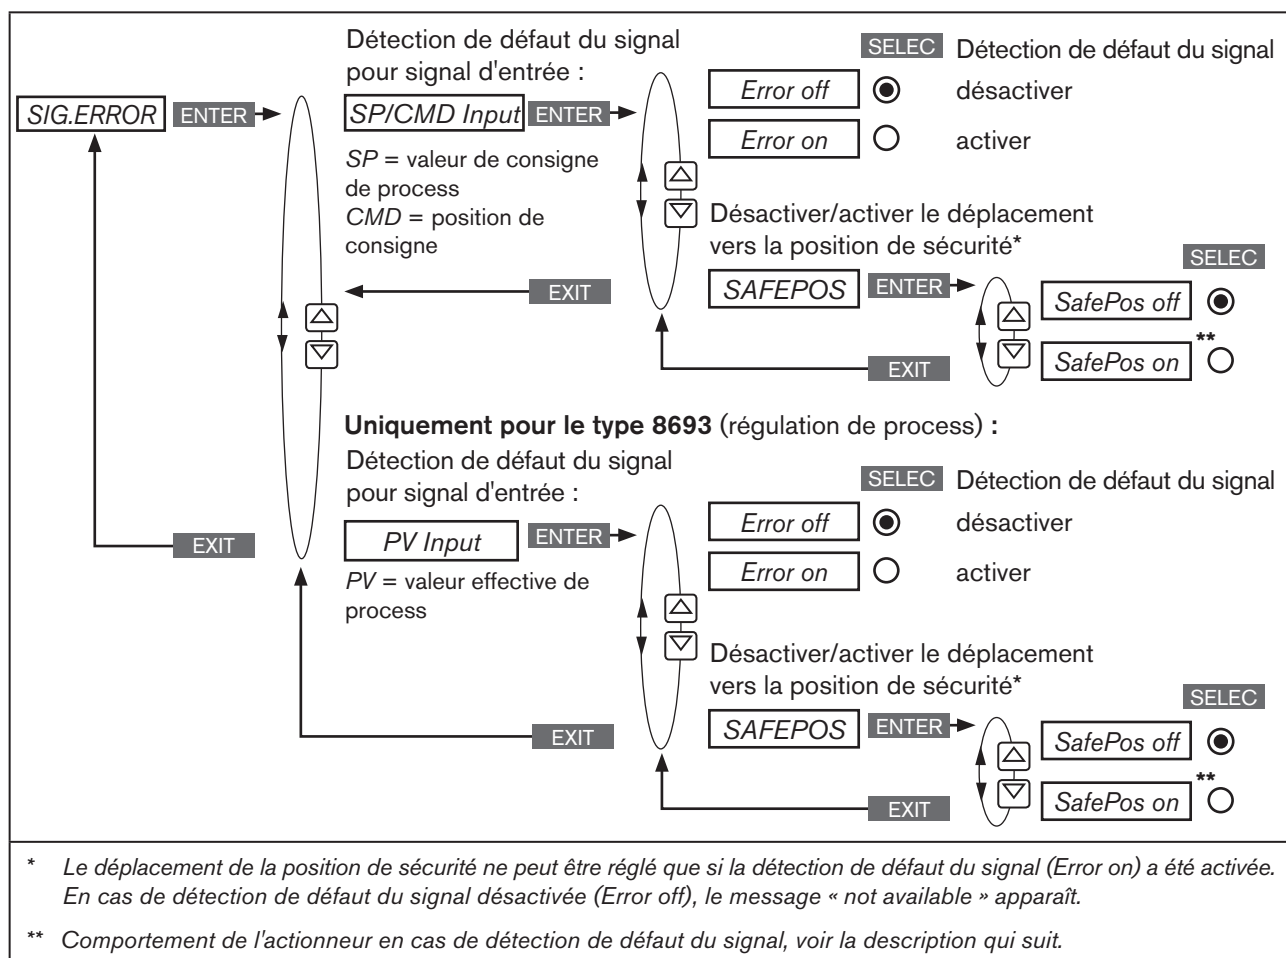 Détection de défaut du signal
pour signal d'entrée :
SELEC Détection de défaut du signal
SIG.ERROR ENTER
SP/CMD Input ENTER
Error off désactiver
Error on activer
SP = valeur de consigne
de process
CMD = position de
consigne
Désactiver/activer le déplacement
vers la position de sécurité*
SELEC
SAFEPOS ENTER
SafePos off
** SafePos on
EXIT
EXIT
Uniquement pour le type 8693 (régulation de process) :
Détection de défaut du signal
pour signal d'entrée :
SELEC Détection de défaut du signal
PV Input ENTER
Error off désactiver
Error on activer
EXIT
PV = valeur effective de
process
Désactiver/activer le déplacement
vers la position de sécurité*
SELEC
SAFEPOS ENTER
SafePos off
** SafePos on
EXIT
EXIT
* Le déplacement de la position de sécurité ne peut être réglé que si la détection de défaut du signal (Error on) a été activée.
En cas de détection de défaut du signal désactivée (Error off), le message « not available » apparaît.
** Comportement de l'actionneur en cas de détection de défaut du signal, voir la description qui suit.